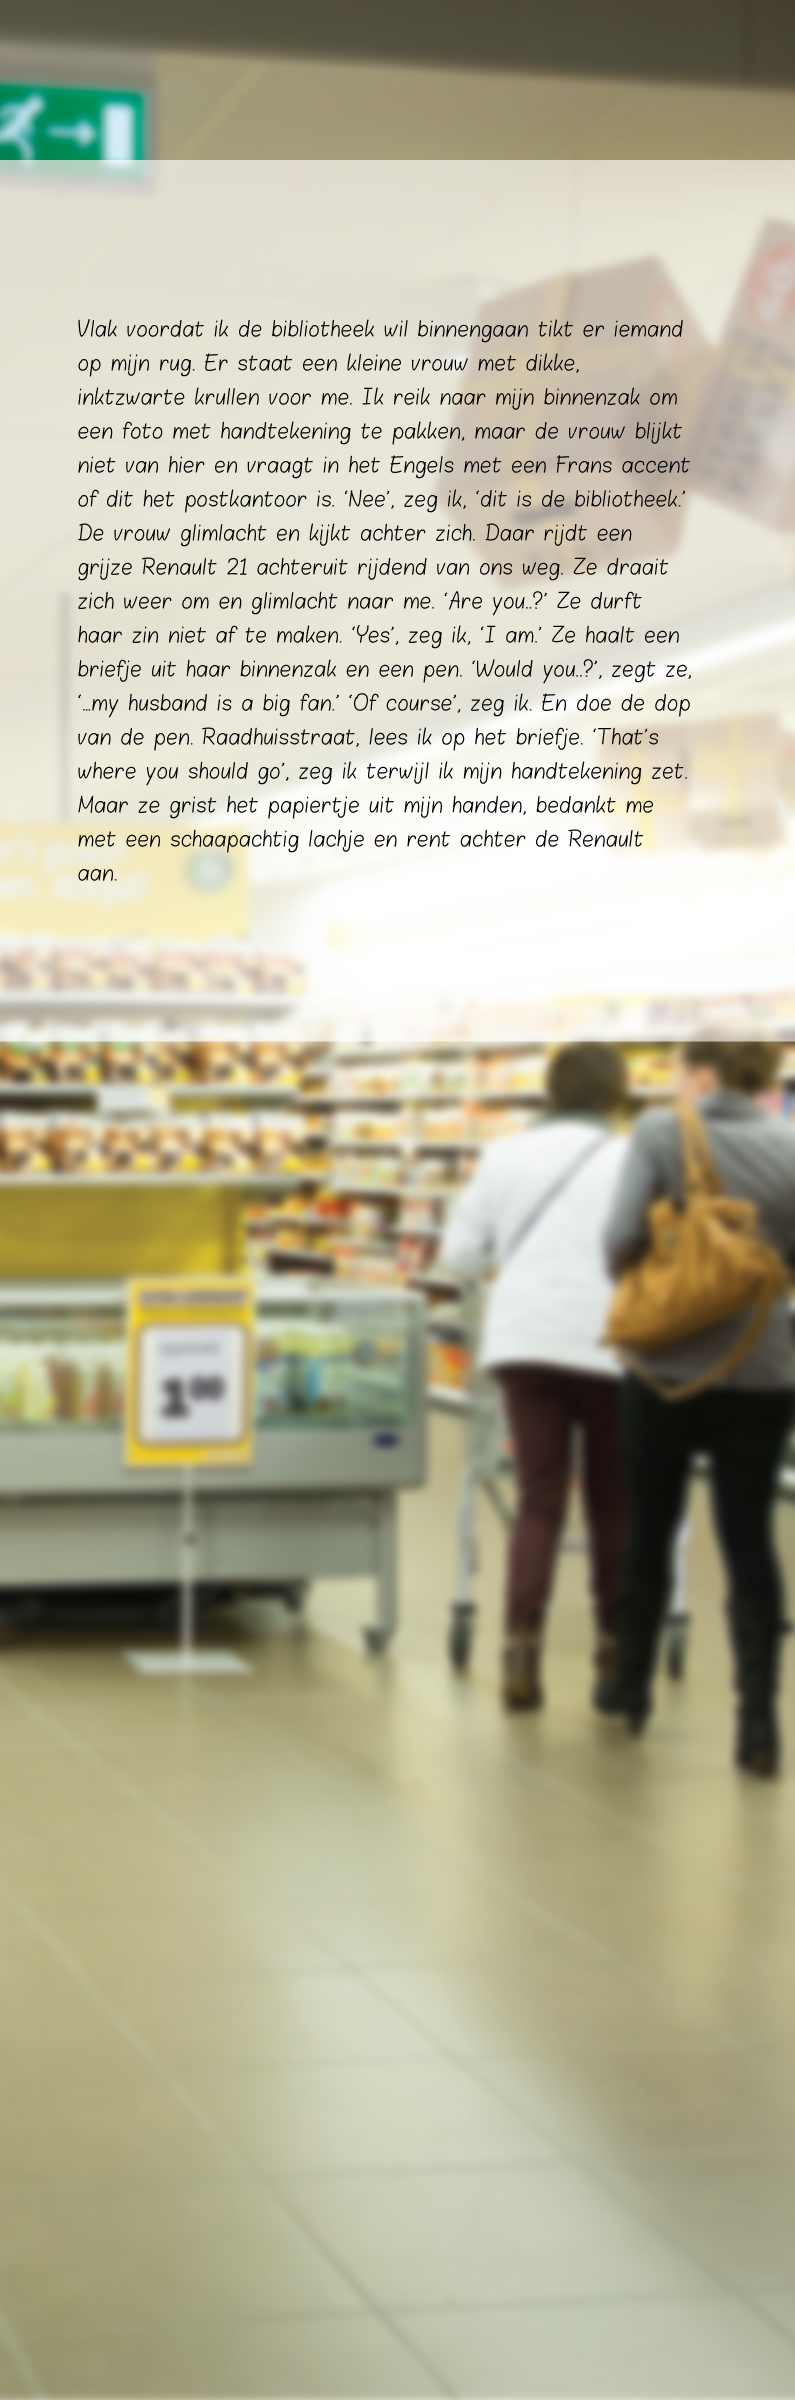 Vlak voordat ik de bibliotheek wil binnengaan tikt er iemand
op mijn rug. Er staat een kleine vrouw met dikke,
inktzwarte krullen voor me. Ik reik naar mijn binnenzak om
een foto met handtekening te pakken, maar de vrouw blijkt
niet van hier en vraagt in het Engels met een Frans accent
of dit het postkantoor is. ‘Nee’, zeg ik, ‘dit is de bibliotheek.’
De vrouw glimlacht en kijkt achter zich. Daar rijdt een
grijze Renault 21 achteruit rijdend van ons weg. Ze draait
zich weer om en glimlacht naar me. ‘Are you..?’ Ze durft
haar zin niet af te maken. ‘Yes’, zeg ik, ‘I am.’ Ze haalt een
briefje uit haar binnenzak en een pen. ‘Would you..?’, zegt ze,
‘...my husband is a big fan.’ ‘Of course’, zeg ik. En doe de dop
van de pen. Raadhuisstraat, lees ik op het briefje. ‘That’s
where you should go’, zeg ik terwijl ik mijn handtekening zet.
Maar ze grist het papiertje uit mijn handen, bedankt me
met een schaapachtig lachje en rent achter de Renault
aan.
1⁰⁰